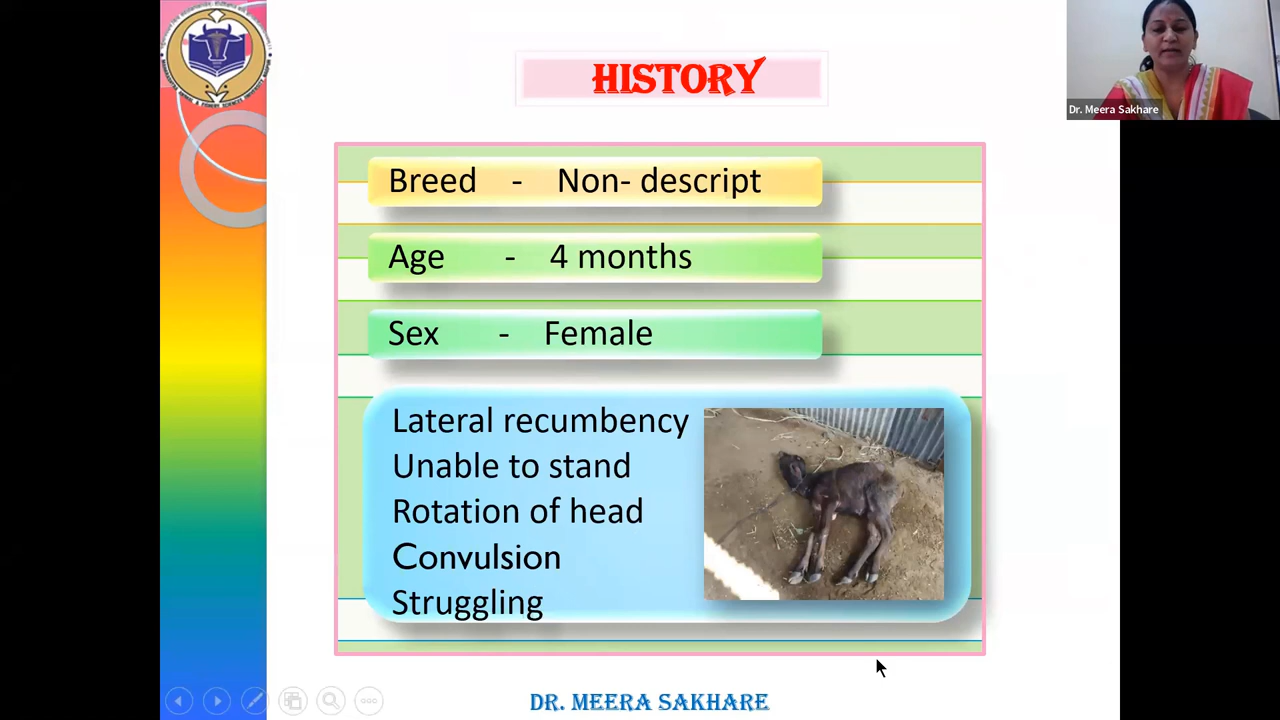 HISTORY
Dr. Meera Sakhare
Breed - Non- descript
Age - 4 months
Sex - Female
Lateral recumbency
Unable to stand
Rotation of head
Convulsion
Struggling
DR. MEERA SAKHARE